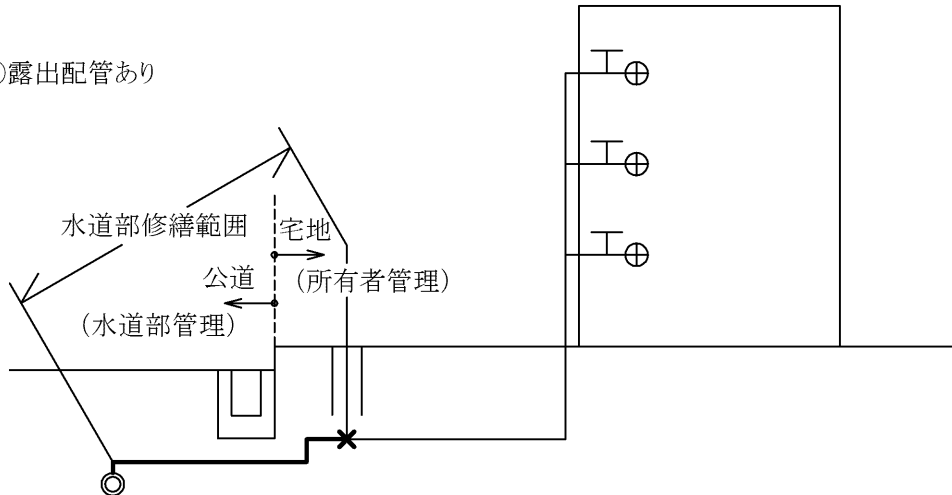 露出配管あり
水道部修繕範囲
宅地
(所有者管理)
公道
(水道部管理)